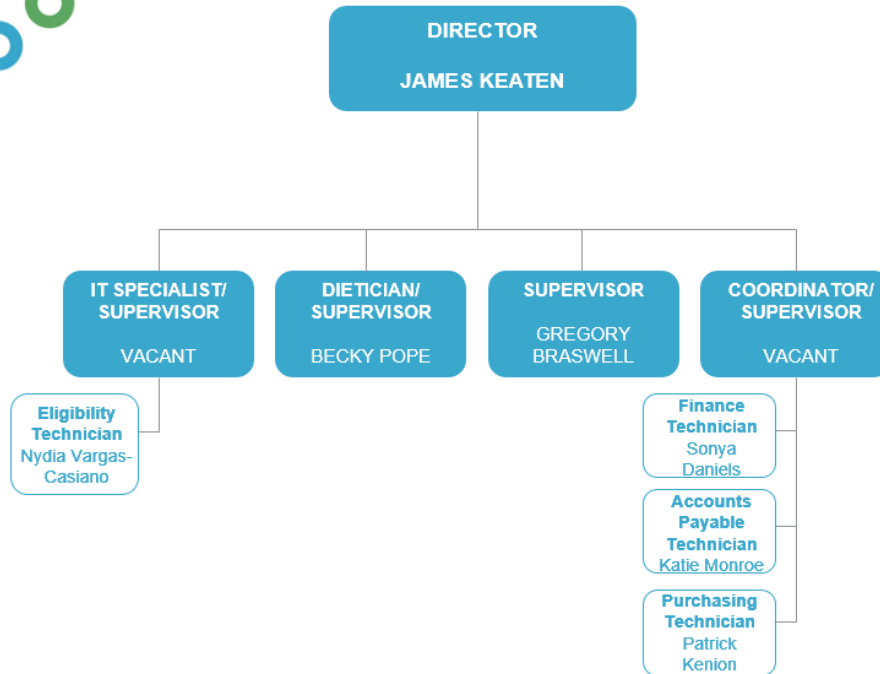 DIRECTOR
JAMES KEATEN
IT SPECIALIST/
SUPERVISOR
VACANT
DIETICIAN/
SUPERVISOR
BECKY POPE
SUPERVISOR
GREGORY
BRASWELL
COORDINATOR/
SUPERVISOR
VACANT
Eligibility
Technician
Nydia Vargas-
Casiano
Finance
Technician
Sonya
Daniels
Accounts
Payable
Technician
Katie Monroe
Purchasing
Technician
Patrick
Kenion